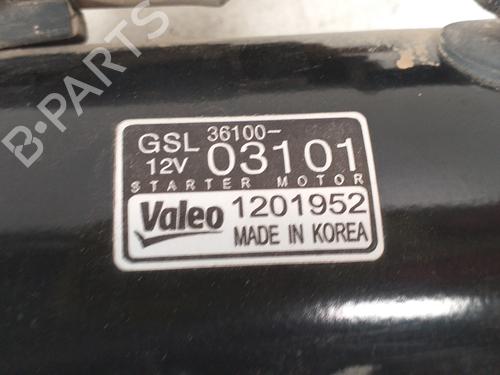 GSL 36100-
12V 03101
STARTER MOTOR
Valeo 1201952
MADE IN KOREA
B-PARTS